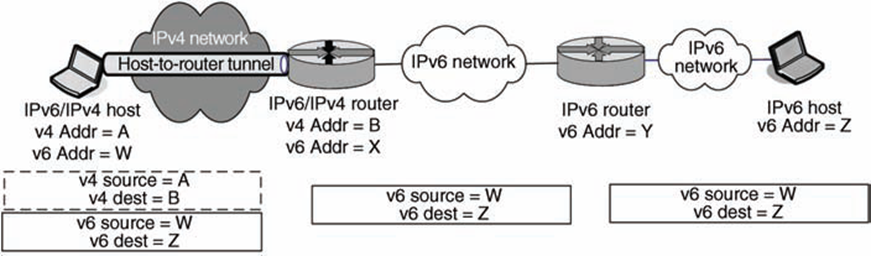 IPv4 network
Host-to-router tunnel
IPv6 network
IPv6
network
IPv6/IPv4 host
v4 Addr = A
v6 Addr = W
IPv6/IPv4 router
v4 Addr = B
v6 Addr = X
IPv6 router
v6 Addr = Y
IPv6 host
v6 Addr = Z
v4 source = A
v4 dest = B
v6 source = W
v6 dest = Z
v6 source = W
v6 dest = Z
v6 source = W
v6 dest = Z